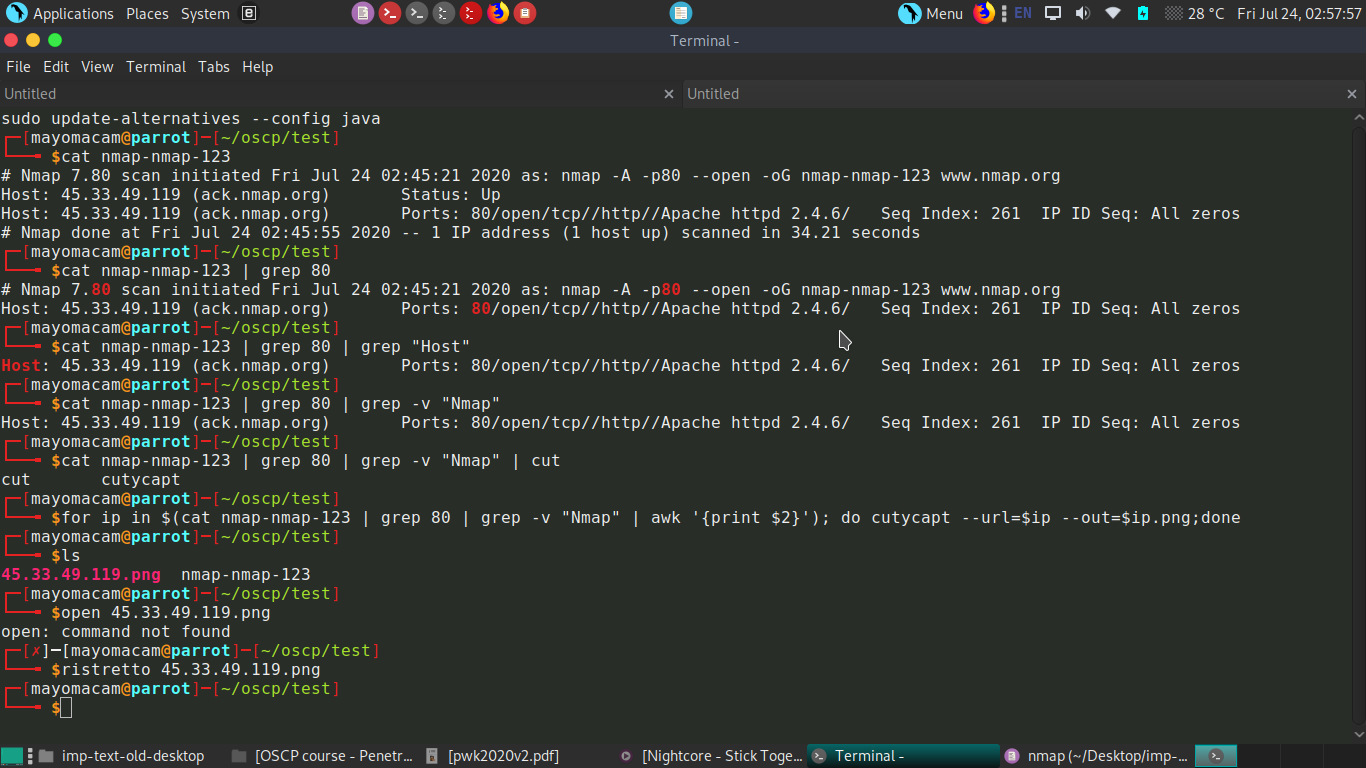 Applications Places System
Menu EN 28 °C Fri Jul 24, 02:57:57
Terminal -
File Edit View Terminal Tabs Help
Untitled × Untitled ×
sudo update-alternatives --config java
┌─[mayomacam@parrot]─[~/oscp/test]
└──╼ $cat nmap-nmap-123
# Nmap 7.80 scan initiated Fri Jul 24 02:45:21 2020 as: nmap -A -p80 --open -oG nmap-nmap-123 www.nmap.org
Host: 45.33.49.119 (ack.nmap.org)       Status: Up
Host: 45.33.49.119 (ack.nmap.org)       Ports: 80/open/tcp//http//Apache httpd 2.4.6/   Seq Index: 261  IP ID Seq: All zeros
# Nmap done at Fri Jul 24 02:45:55 2020 -- 1 IP address (1 host up) scanned in 34.21 seconds
┌─[mayomacam@parrot]─[~/oscp/test]
└──╼ $cat nmap-nmap-123 | grep 80
# Nmap 7.80 scan initiated Fri Jul 24 02:45:21 2020 as: nmap -A -p80 --open -oG nmap-nmap-123 www.nmap.org
Host: 45.33.49.119 (ack.nmap.org)       Ports: 80/open/tcp//http//Apache httpd 2.4.6/   Seq Index: 261  IP ID Seq: All zeros
┌─[mayomacam@parrot]─[~/oscp/test]
└──╼ $cat nmap-nmap-123 | grep 80 | grep "Host"
Host: 45.33.49.119 (ack.nmap.org)       Ports: 80/open/tcp//http//Apache httpd 2.4.6/   Seq Index: 261  IP ID Seq: All zeros
┌─[mayomacam@parrot]─[~/oscp/test]
└──╼ $cat nmap-nmap-123 | grep 80 | grep -v "Nmap"
Host: 45.33.49.119 (ack.nmap.org)       Ports: 80/open/tcp//http//Apache httpd 2.4.6/   Seq Index: 261  IP ID Seq: All zeros
┌─[mayomacam@parrot]─[~/oscp/test]
└──╼ $cat nmap-nmap-123 | grep 80 | grep -v "Nmap" | cut
cut       cutycapt
┌─[mayomacam@parrot]─[~/oscp/test]
└──╼ $for ip in $(cat nmap-nmap-123 | grep 80 | grep -v "Nmap" | awk '{print $2}'); do cutycapt --url=$ip --out=$ip.png;done
┌─[mayomacam@parrot]─[~/oscp/test]
└──╼ $ls
45.33.49.119.png  nmap-nmap-123
┌─[mayomacam@parrot]─[~/oscp/test]
└──╼ $open 45.33.49.119.png
open: command not found
┌─[✗]─[mayomacam@parrot]─[~/oscp/test]
└──╼ $ristretto 45.33.49.119.png
┌─[mayomacam@parrot]─[~/oscp/test]
└──╼ $
imp-text-old-desktop [OSCP course - Penetr... [pwk2020v2.pdf] [Nightcore - Stick Toge... Terminal - nmap (~/Desktop/imp-...